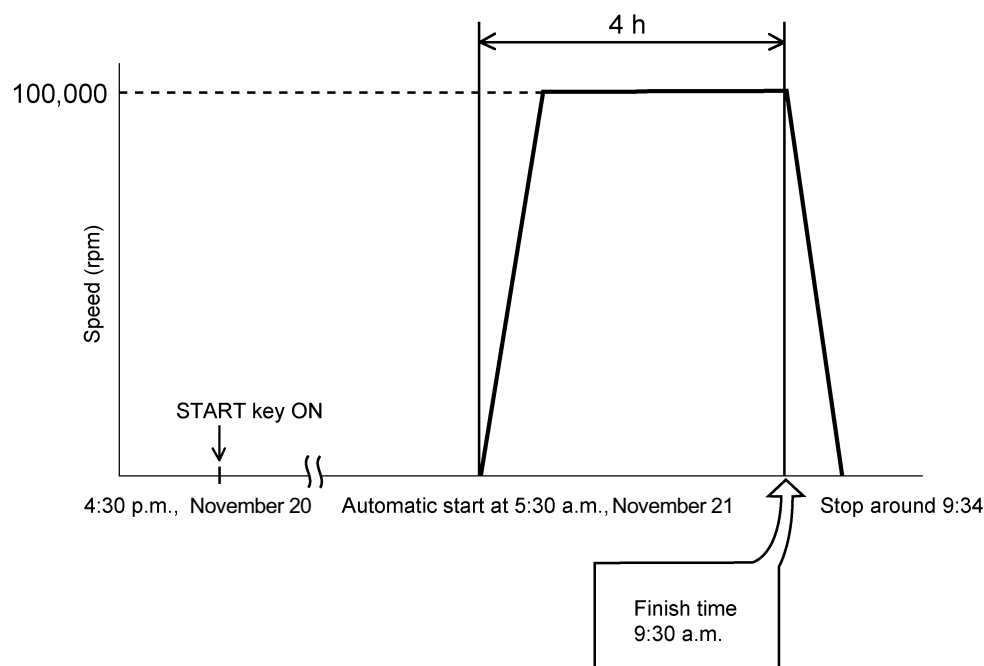 4 h
100,000
Speed (rpm)
START key ON
4:30 p.m., November 20 Automatic start at 5:30 a.m., November 21 Stop around 9:34
Finish time
9:30 a.m.